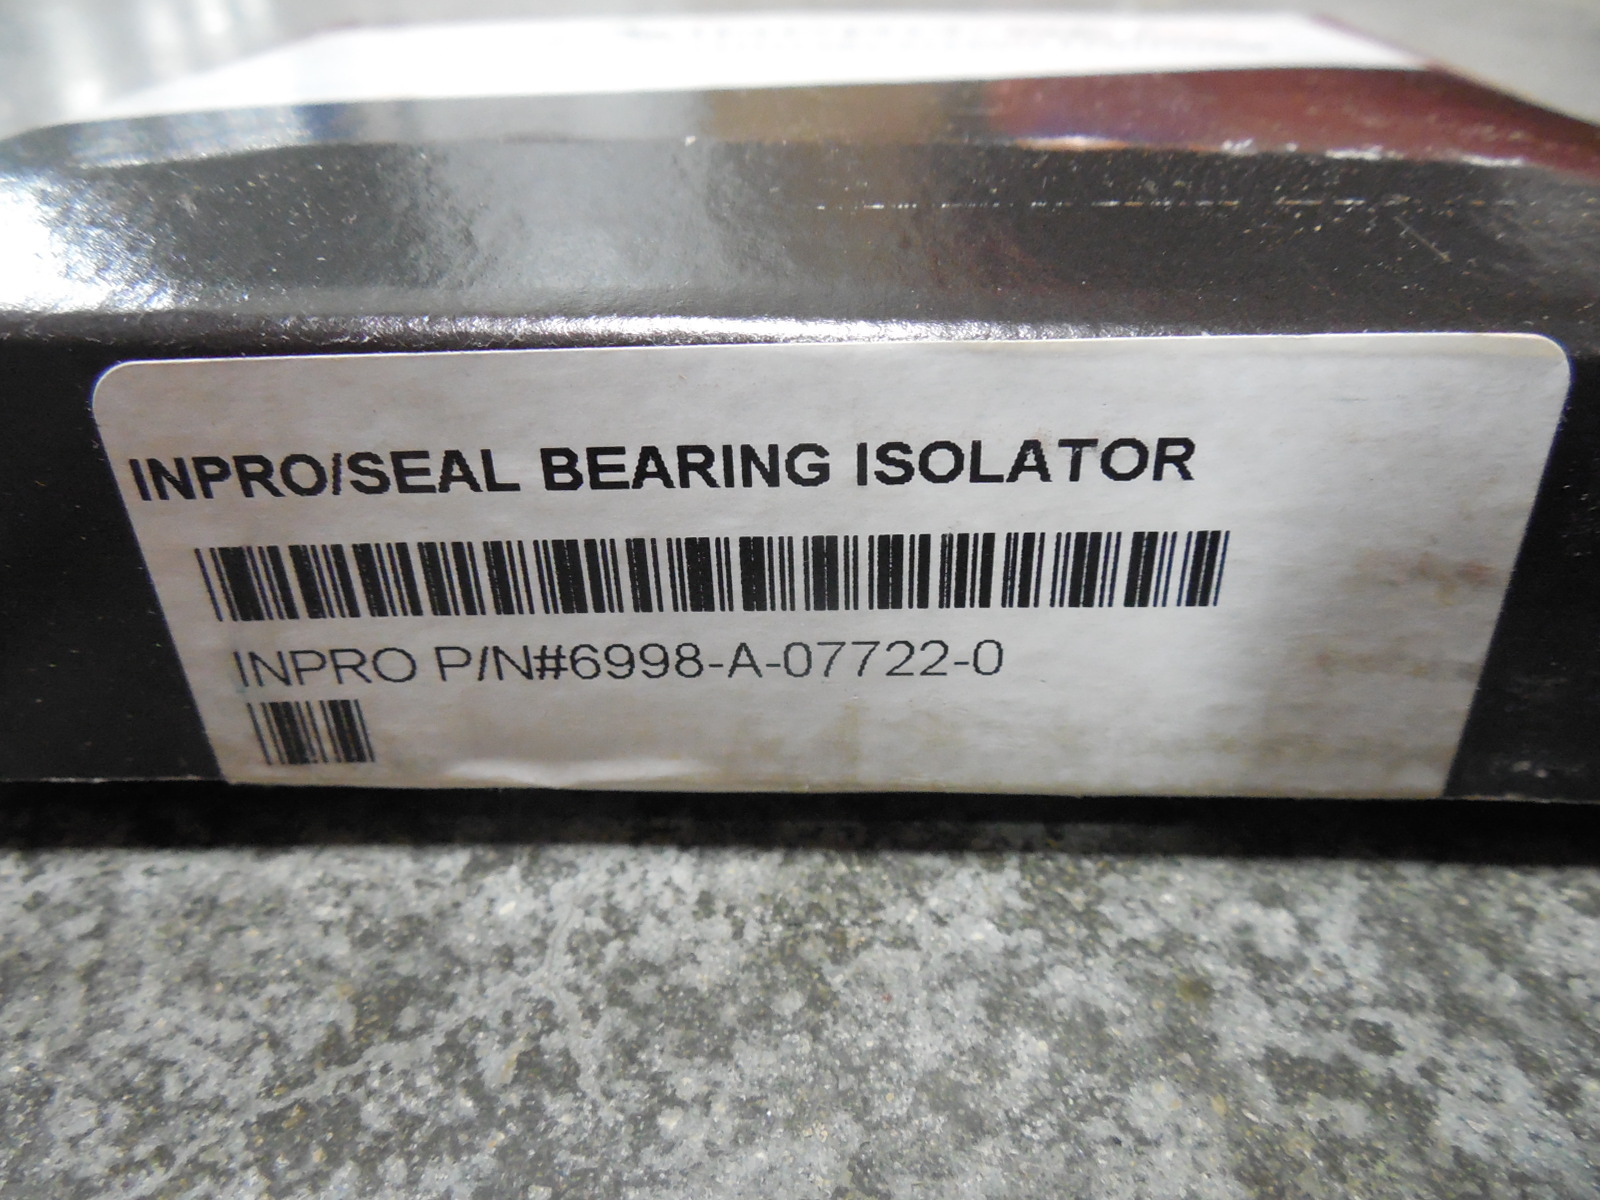 INPRO/SEAL BEARING ISOLATOR
INPRO P/N#6998-A-07722-0